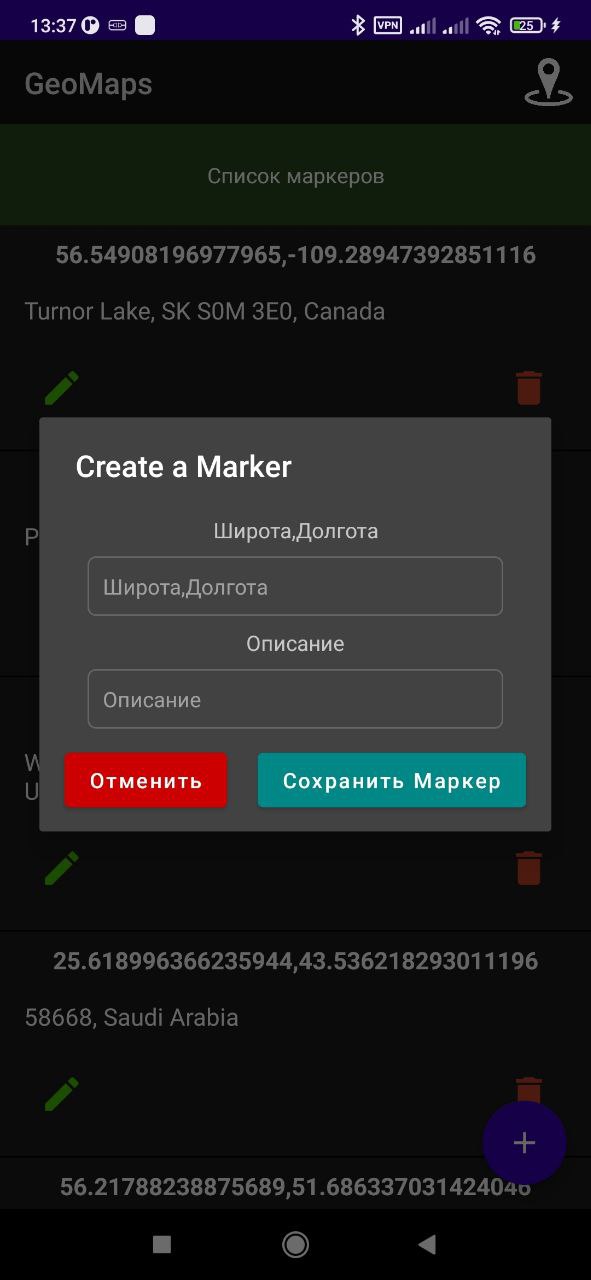 13:37
VPN
25
GeoMaps
Список маркеров
56.54908196977965,-109.28947392851116
Turnor Lake, SK S0M 3E0, Canada
Create a Marker
Широта,Долгота
Широта,Долгота
Описание
Описание
Отменить
Сохранить Маркер
25.618996366235944,43.536218293011196
58668, Saudi Arabia
56.21788238875689,51.686337031424046